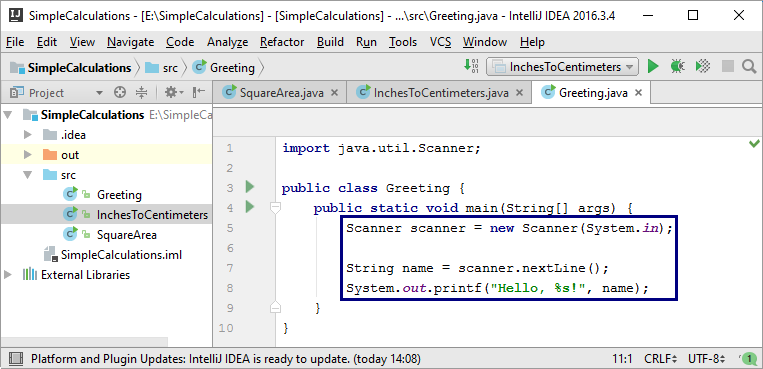 SimpleCalculations - [E:\SimpleCalculations] - [SimpleCalculations] - ...\src\Greeting.java - IntelliJ IDEA 2016.3.4
File Edit View Navigate Code Analyze Refactor Build Run Tools VCS Window Help
SimpleCalculations src Greeting InchesToCentimeters
Project SquareArea.java InchesToCentimeters.java Greeting.java
SimpleCalculations E:\SimpleCa
.idea
out
src
Greeting
InchesToCentimeters
SquareArea
SimpleCalculations.iml
External Libraries
1 import java.util.Scanner;
2
3 public class Greeting {
4 public static void main(String[] args) {
5 Scanner scanner = new Scanner(System.in);
6
7 String name = scanner.nextLine();
8 System.out.printf("Hello, %s!", name);
9 }
10 }
Platform and Plugin Updates: IntelliJ IDEA is ready to update. (today 14:08) 11:1 CRLF UTF-8 1